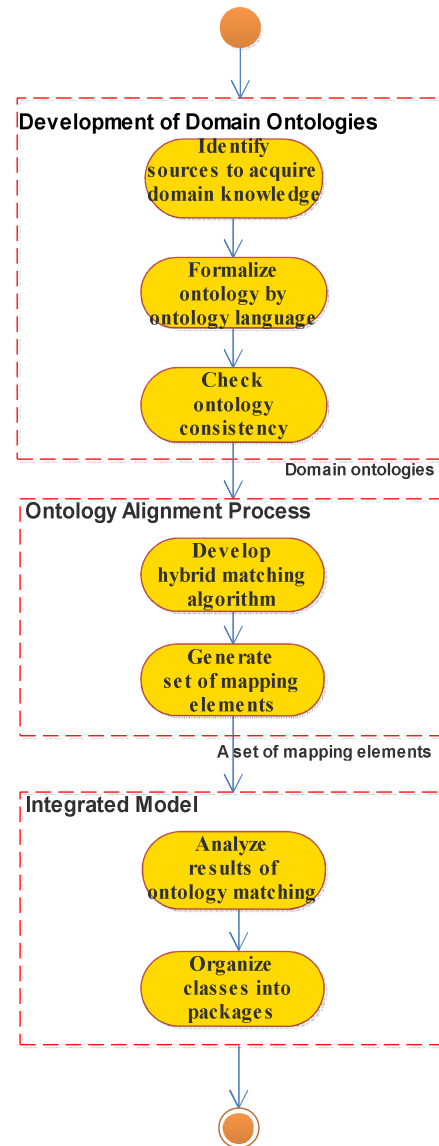 Development of Domain Ontologies
Identify
sources to acquire
domain knowledge
Formalize
ontology by
ontology language
Check
ontology
consistency
Domain ontologies
Ontology Alignment Process
Develop
hybrid matching
algorithm
Generate
set of mapping
elements
A set of mapping elements
Integrated Model
Analyze
results of
ontology matching
Organize
classes into
packages